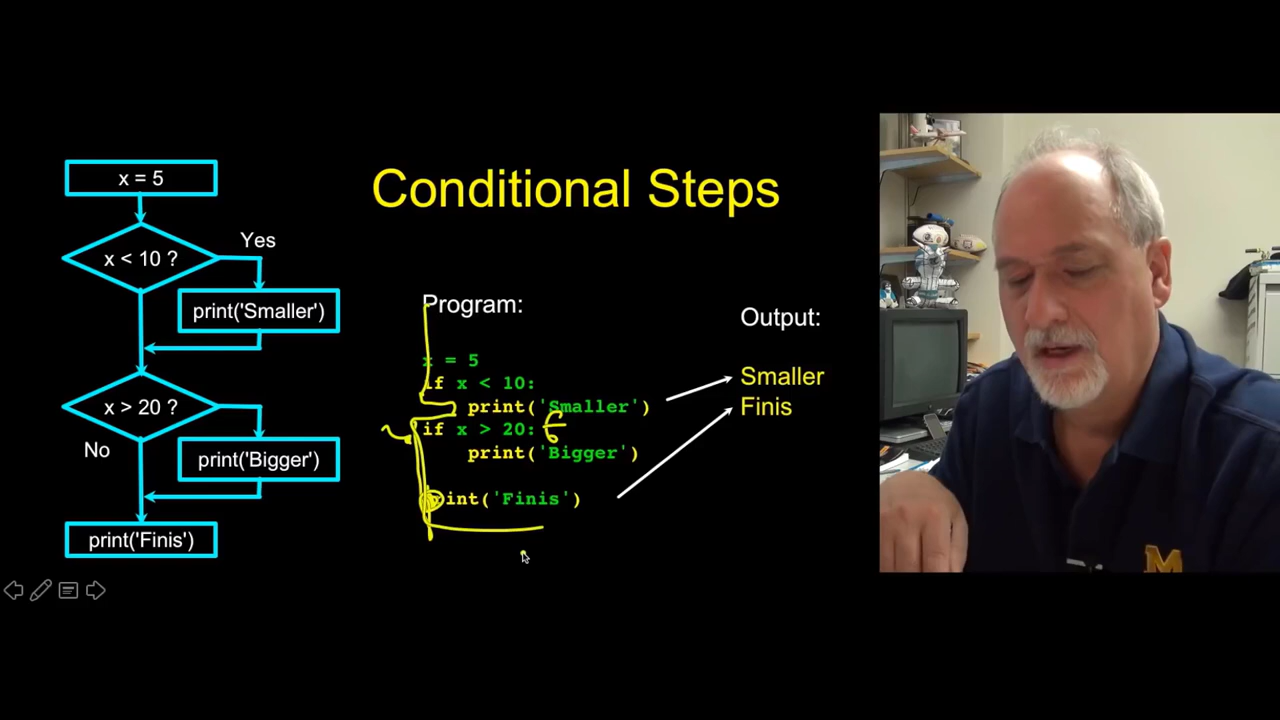 Conditional Steps
x = 5
x < 10 ?
Yes
print('Smaller')
x > 20 ?
No
print('Bigger')
print('Finis')
Program:
x = 5
if x < 10:
print('Smaller')
if x > 20:
print('Bigger')
print('Finis')
Output:
Smaller
Finis
M